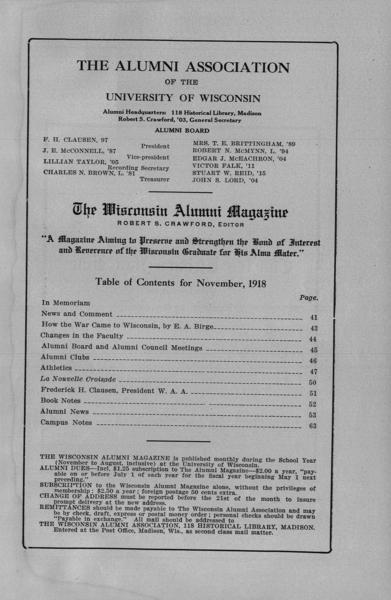 THE ALUMNI ASSOCIATION
OF THE
UNIVERSITY OF WISCONSIN
Alumni Headquarters: 118 Historical Library, Madison
Robert S. Crawford, '03, General Secretary
ALUMNI BOARD
F. H. CLAUSEN, 97
President
J. E. McCONNELL, '87
Vice-president
LILLIAN TAYLOR, '05
Recording Secretary
CHARLES N. BROWN, L. '81
Treasurer
MRS. T. E. BRITTINGHAM, '89
ROBERT N. McMYNN, L. '94
EDGAR J. McEACHRON, '04
VICTOR FALK, '11
STUART W. REID, '15
JOHN S. LORD, '04
The Wisconsin Alumni Magazine
ROBERT S. CRAWFORD, EDITOR
"A Magazine Aiming to Preserve and Strengthen the Bond of Interest
and Reverence of the Wisconsin Graduate for His Alma Mater."
Table of Contents for November, 1918
Page.
In Memoriam
News and Comment 41
How the War Came to Wisconsin, by E. A. Birge 43
Changes in the Faculty 44
Alumni Board and Alumni Council Meetings 45
Alumni Clubs 46
Athletics 47
La Nouvelle Croisade 50
Frederick H. Clausen, President W. A. A. 51
Book Notes 52
Alumni News 53
Campus Notes 63
THE WISCONSIN ALUMNI MAGAZINE is published monthly during the School Year
(November to August, inclusive) at the University of Wisconsin.
ALUMNI DUES—Incl. $1.25 subscription to The Alumni Magazine—$2.00 a year, "pay-
able on or before July 1 of each year for the fiscal year beginning May 1 next
preceding."
SUBSCRIPTION to the Wisconsin Alumni Magazine alone, without the privileges of
membership: $2.50 a year; foreign postage 50 cents extra.
CHANGE OF ADDRESS must be reported before the 21st of the month to insure
prompt delivery at the new address.
REMITTANCES should be made payable to The Wisconsin Alumni Association and may
be by check, draft, express or postal money order; personal checks should be drawn
"Payable in exchange." All mail should be addressed to
THE WISCONSIN ALUMNI ASSOCIATION, 118 HISTORICAL LIBRARY, MADISON.
Entered at the Post Office, Madison, Wis., as second class mail matter.